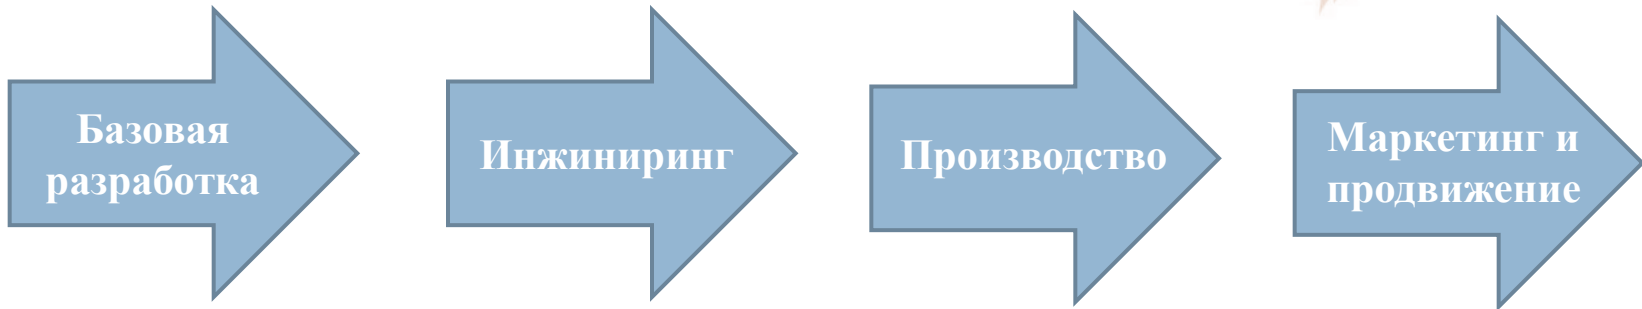 Базовая
разработка
Инжиниринг
Производство
Маркетинг и
продвижение